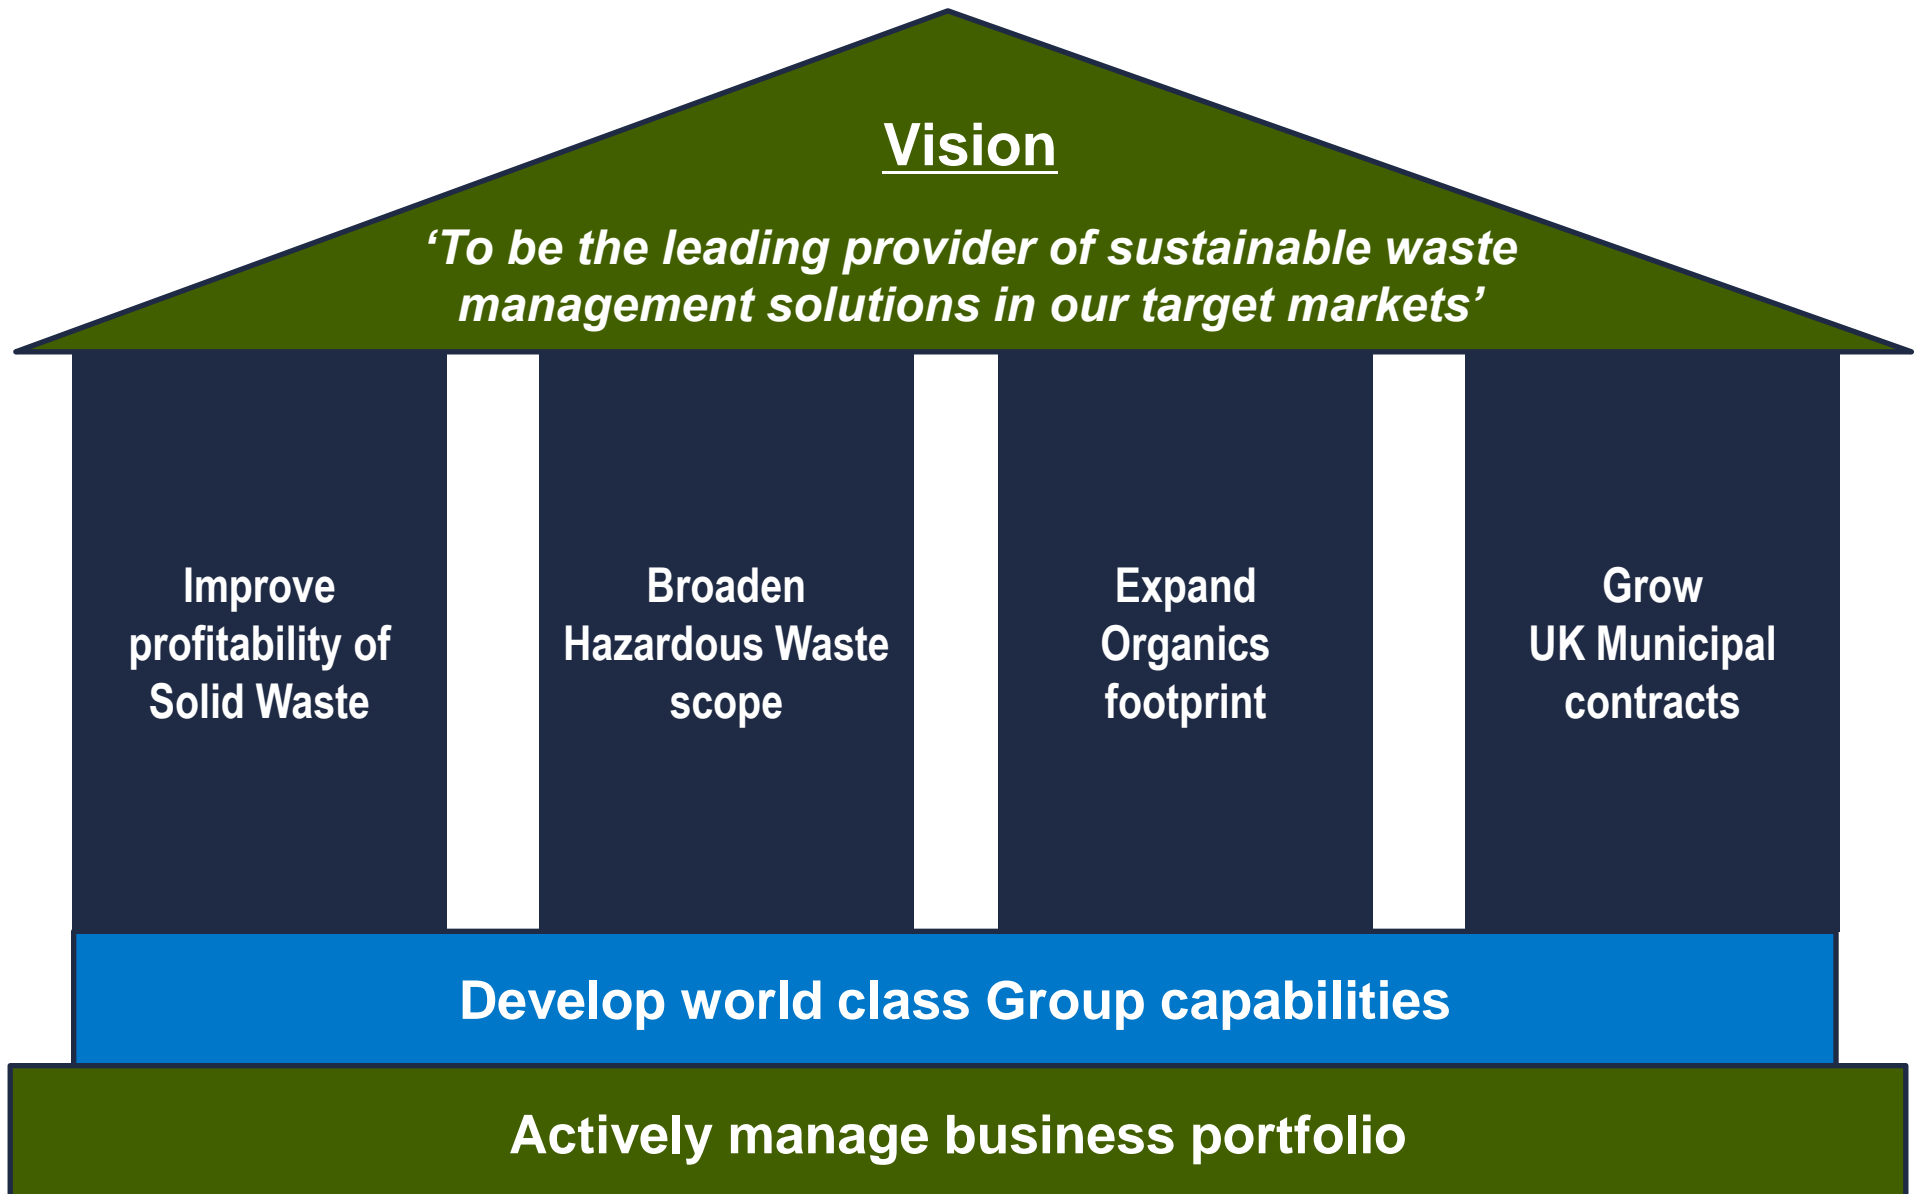 Vision
‘To be the leading provider of sustainable waste
management solutions in our target markets’
Improve
profitability of
Solid Waste
Broaden
Hazardous Waste
scope
Expand
Organics
footprint
Grow
UK Municipal
contracts
Develop world class Group capabilities
Actively manage business portfolio